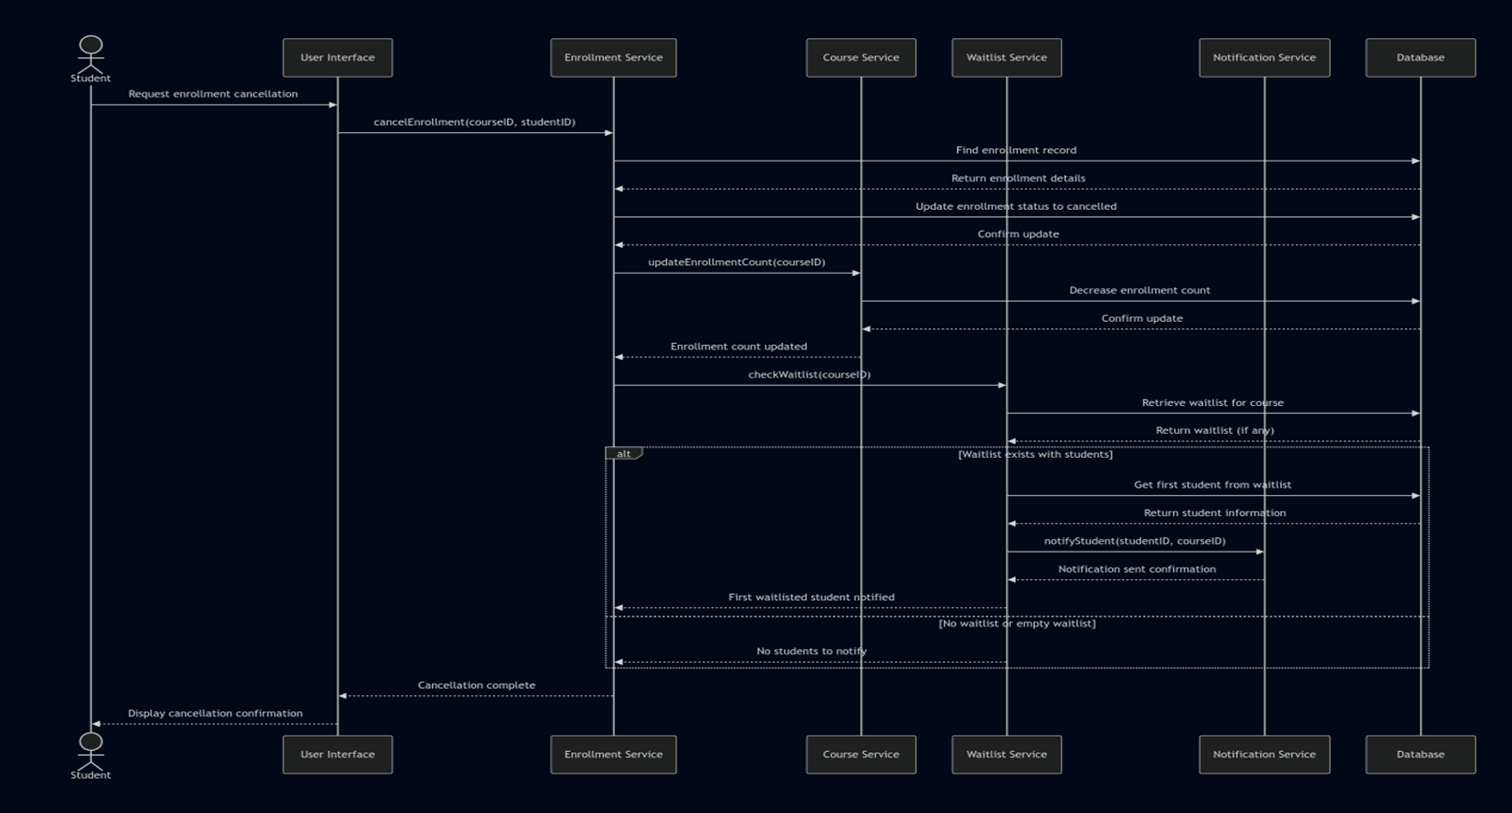 Student
User Interface
Enrollment Service
Course Service
Waitlist Service
Notification Service
Database
Request enrollment cancellation
cancelEnrollment(courseID, studentID)
Find enrollment record
Return enrollment details
Update enrollment status to cancelled
Confirm update
updateEnrollmentCount(courseID)
Decrease enrollment count
Confirm update
Enrollment count updated
checkWaitlist(courseID)
Retrieve waitlist for course
Return waitlist (if any)
alt
[Waitlist exists with students]
Get first student from waitlist
Return student information
notifyStudent(studentID, courseID)
Notification sent confirmation
First waitlisted student notified
[No waitlist or empty waitlist]
No students to notify
Cancellation complete
Display cancellation confirmation
Student
User Interface
Enrollment Service
Course Service
Waitlist Service
Notification Service
Database